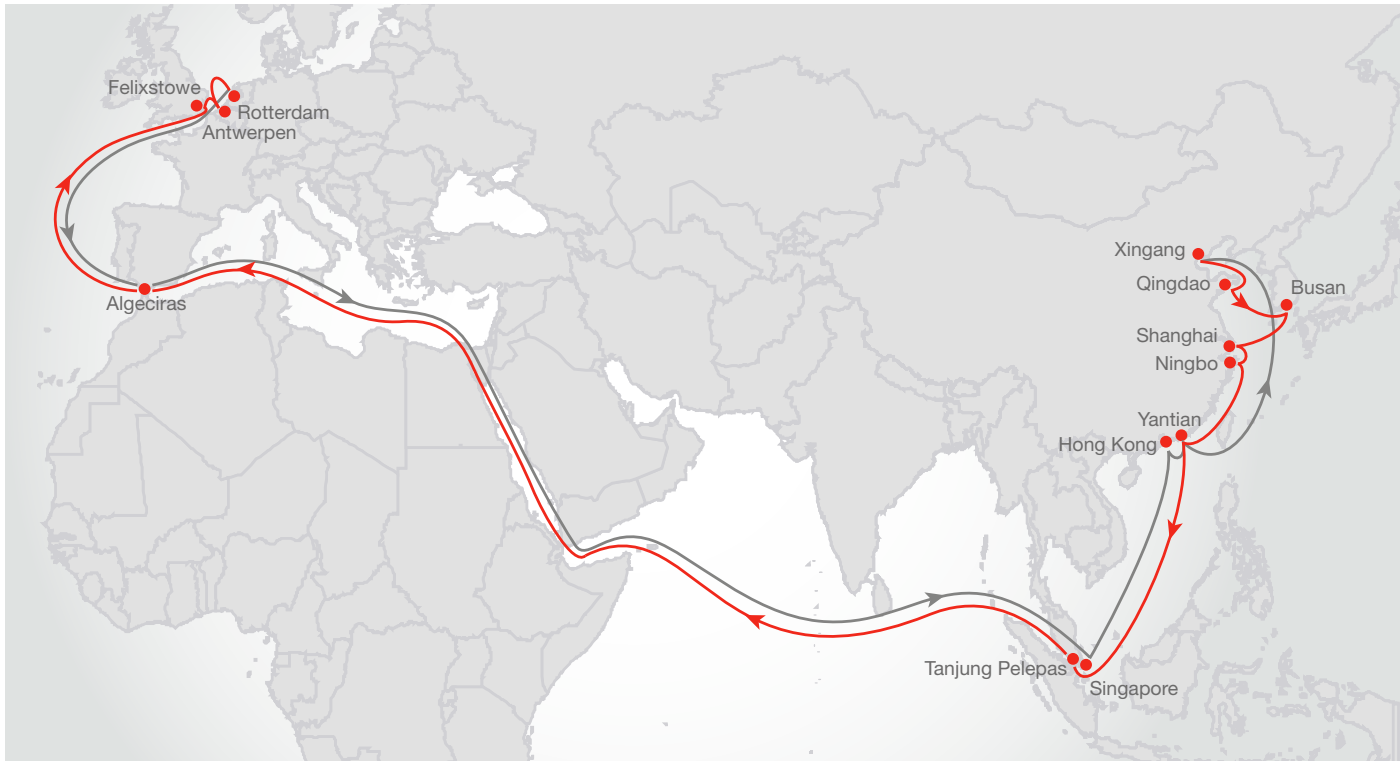 Felixstowe
Rotterdam
Antwerpen
Algeciras
Xingang
Qingdao
Busan
Shanghai
Ningbo
Yantian
Hong Kong
Tanjung Pelepas
Singapore